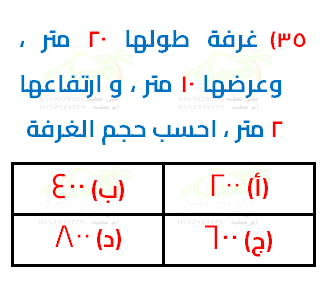 ٣٥) غرفة طولها ٢٠ متر ،
وعرضها ١٠ متر ، و ارتفاعها
٢ متر ، احسب حجم الغرفة
(أ) ٢٠٠ (ب) ٤٠٠
(ج) ٦٠٠ (د) ٨٠٠